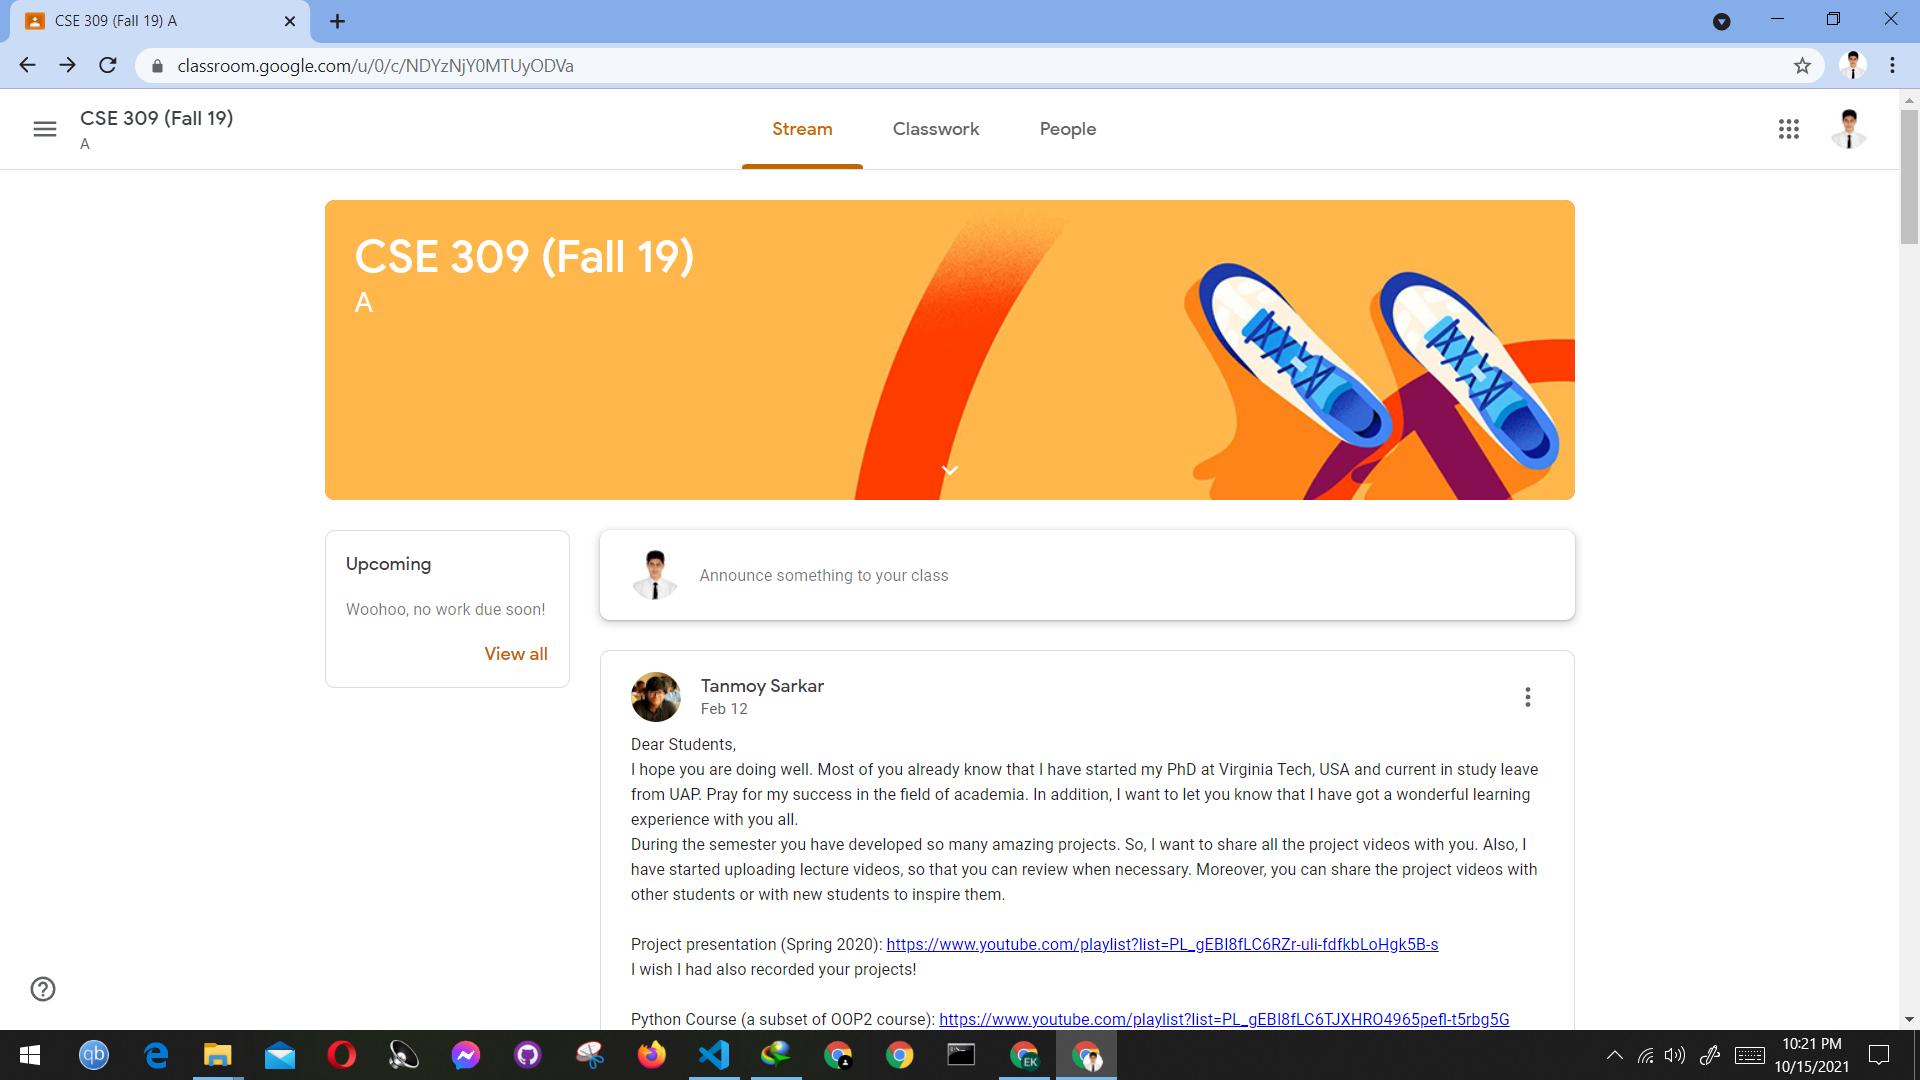 CSE 309 (Fall 19) A
classroom.google.com/u/0/c/NDYzNjY0MTUyODVa
CSE 309 (Fall 19)
A
Stream
Classwork
People
CSE 309 (Fall 19)
A
Upcoming
Woohoo, no work due soon!
View all
Announce something to your class
Tanmoy Sarkar
Feb 12
Dear Students,
I hope you are doing well. Most of you already know that I have started my PhD at Virginia Tech, USA and current in study leave
from UAP. Pray for my success in the field of academia. In addition, I want to let you know that I have got a wonderful learning
experience with you all.
During the semester you have developed so many amazing projects. So, I want to share all the project videos with you. Also, I
have started uploading lecture videos, so that you can review when necessary. Moreover, you can share the project videos with
other students or with new students to inspire them.
Project presentation (Spring 2020): https://www.youtube.com/playlist?list=PL_gEBI8fLC6RZr-uli-fdfkbLoHgk5B-s
I wish I had also recorded your projects!
Python Course (a subset of OOP2 course): https://www.youtube.com/playlist?list=PL_gEBI8fLC6TJXHRO4965pefl-t5rbg5G
qb
EK
10:21 PM
10/15/2021